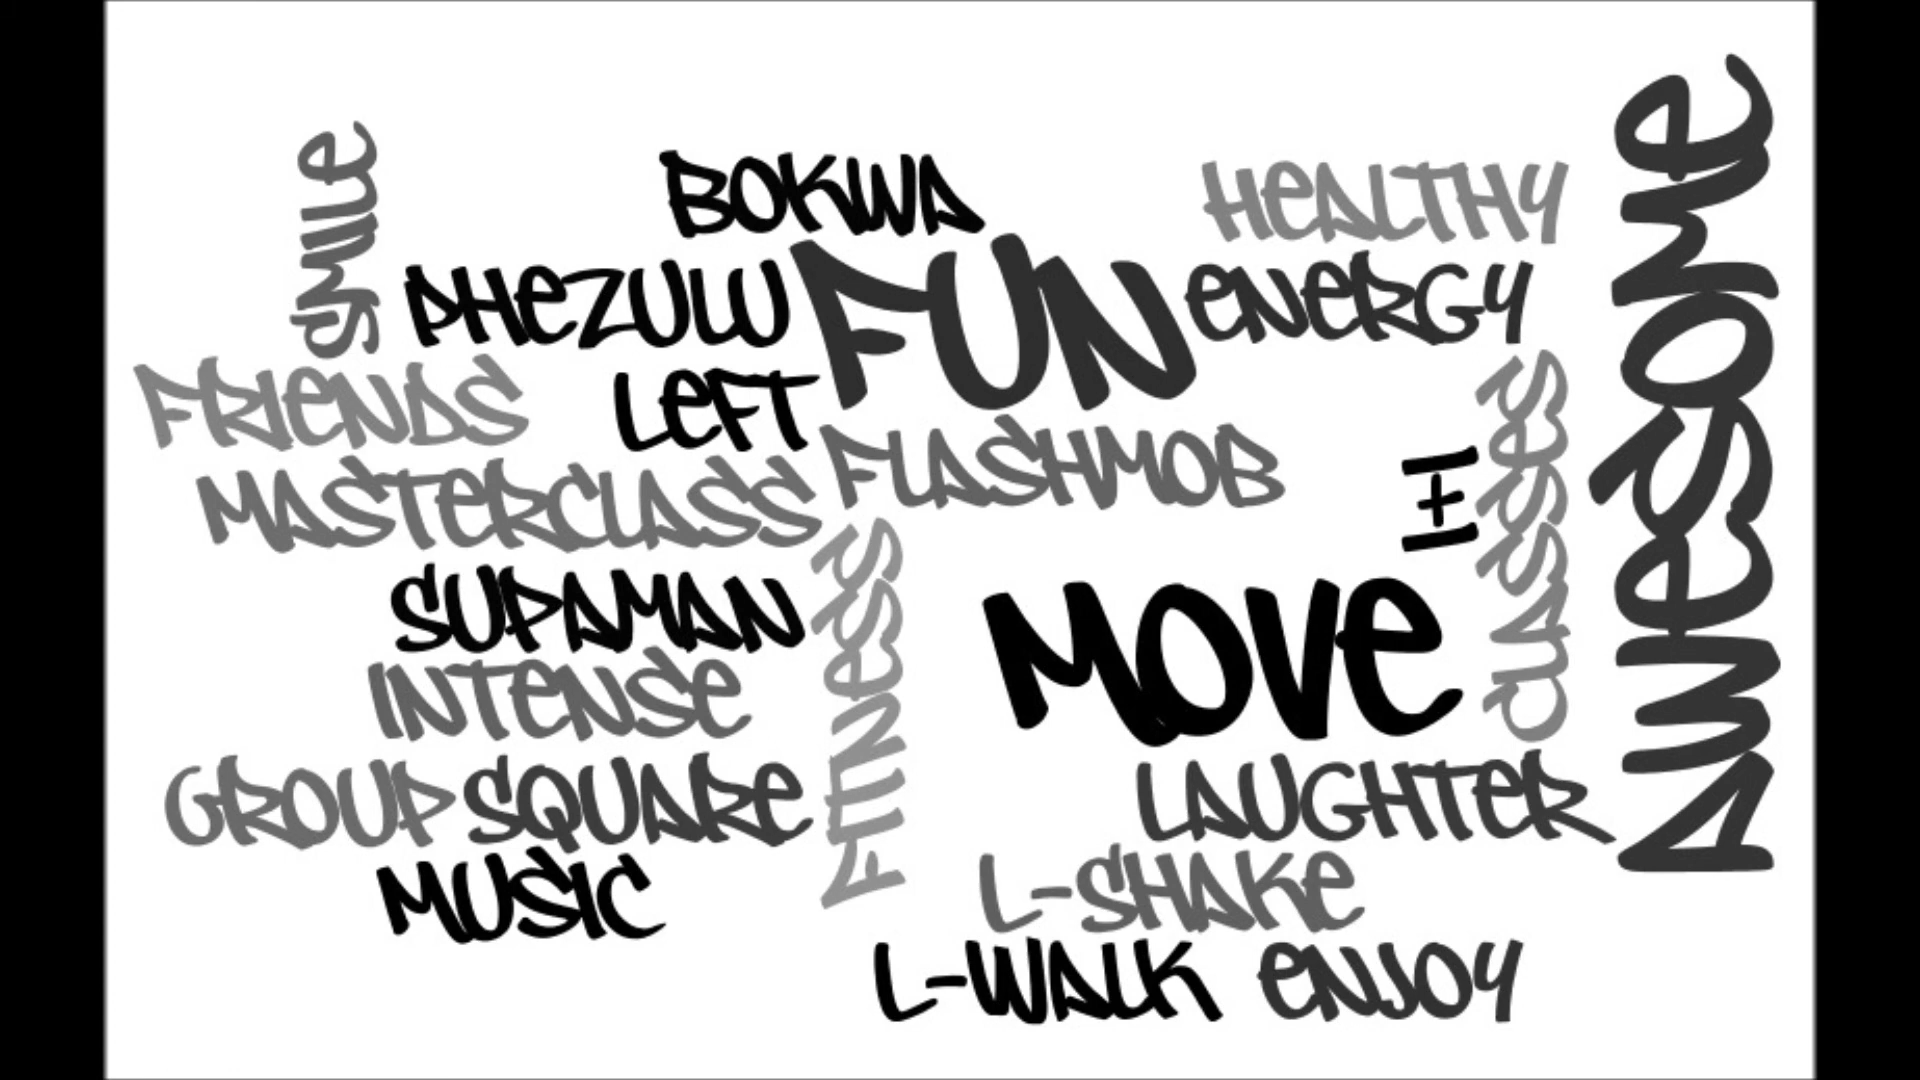 SMILE
BOKWA
HEALTHY
AWESOME
PHEZULU
FUN
ENERGY
FRIENDS
LEFT
CLASSES
MASTERCLASS
FLASHMOB
SUPAMAN
FITNESS
MOVE
INTENSE
GROUP
SQUARE
LAUGHTER
MUSIC
L-SHAKE
L-WALK
ENJOY